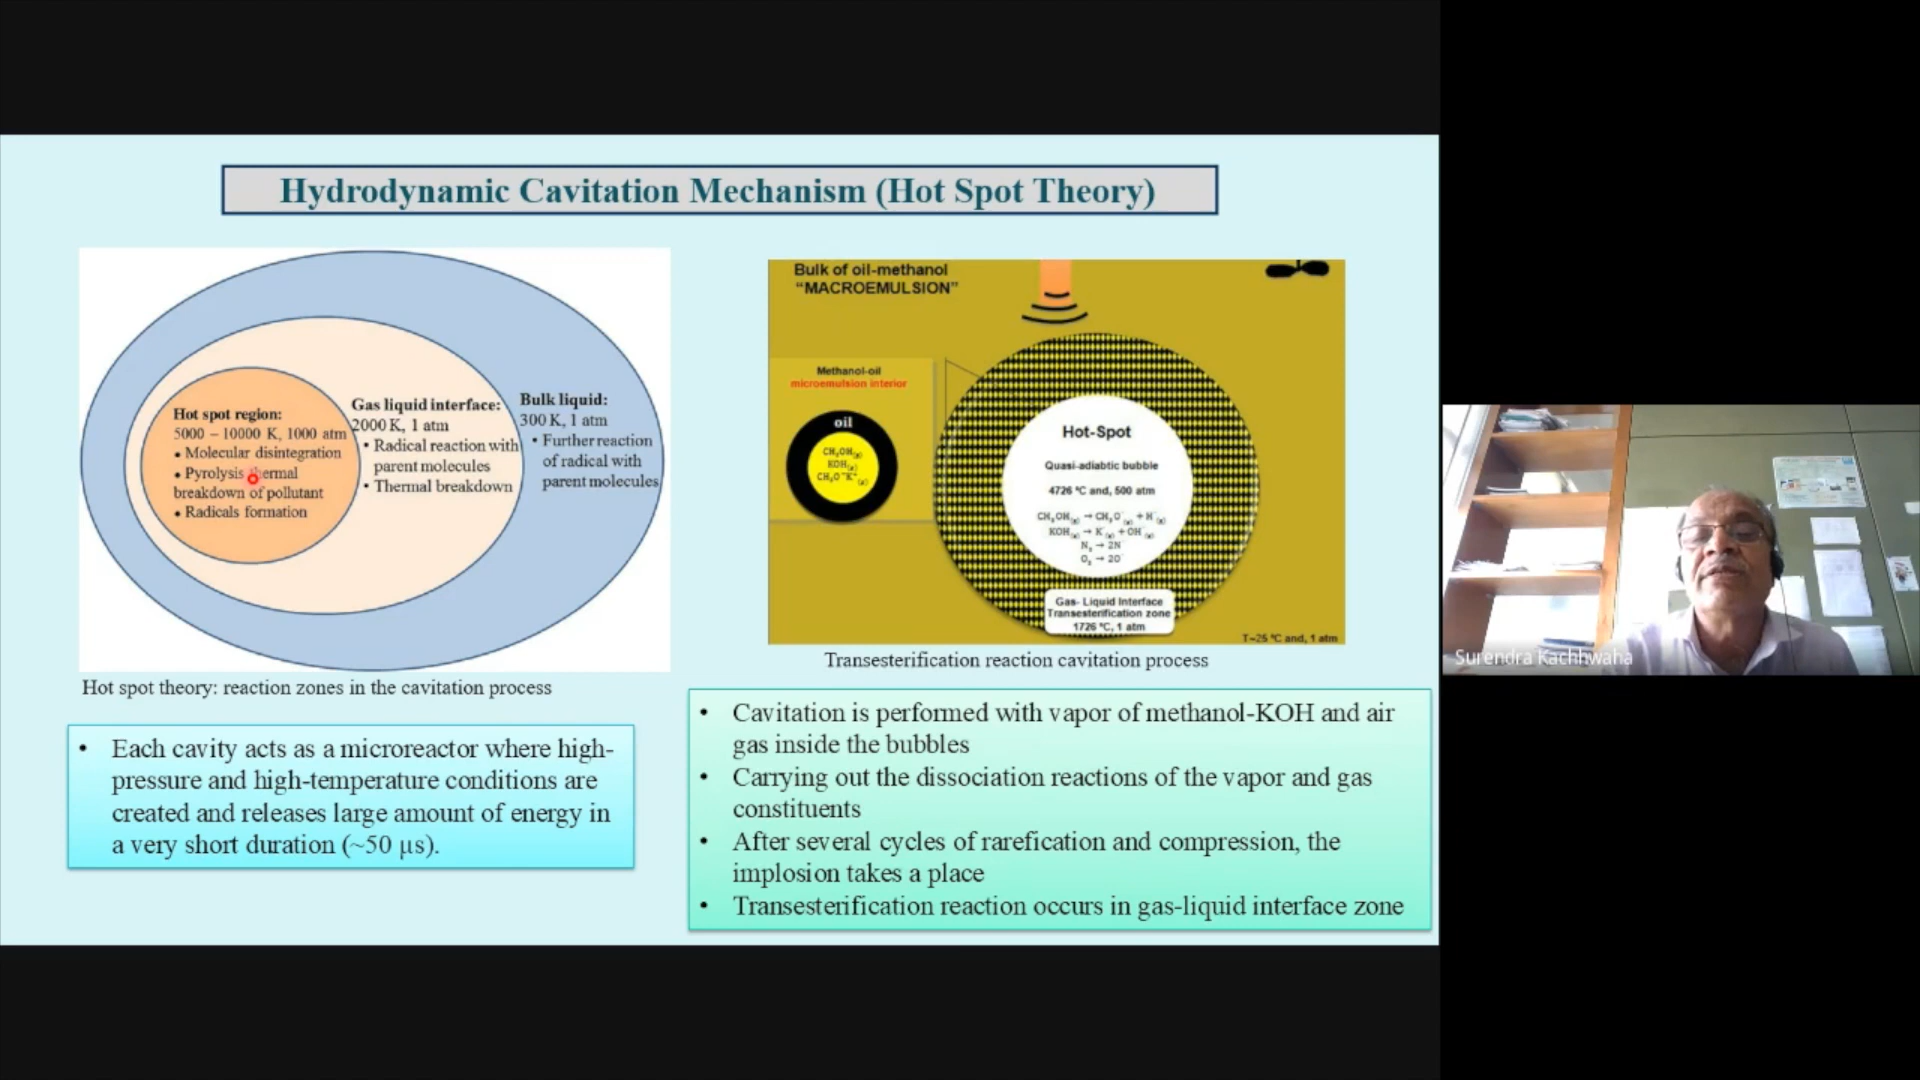 Hydrodynamic Cavitation Mechanism (Hot Spot Theory)
Hot spot region:
5000 – 10000 K, 1000 atm
• Molecular disintegration
• Pyrolysis
breakdown of pollutant
• Radicals formation
Gas liquid interface:
2000 K, 1 atm
• Radical reaction with
parent molecules
• Thermal breakdown
Bulk liquid:
300 K, 1 atm
• Further reaction
of radical with
parent molecules
Hot spot theory: reaction zones in the cavitation process
• Each cavity acts as a microreactor where high-
pressure and high-temperature conditions are
created and releases large amount of energy in
a very short duration (~50 µs).
Bulk of oil-methanol
“MACROEMULSION”
Methanol-oil
microemulsion interior
oil
Hot-Spot
Quasi-adiabtic bubble
4726 °C and, 500 atm
Gas- Liquid Interface
Transesterification zone
1726 °C, 1 atm
T~25 °C and, 1 atm
Transesterification reaction cavitation process
• Cavitation is performed with vapor of methanol-KOH and air
gas inside the bubbles
• Carrying out the dissociation reactions of the vapor and gas
constituents
• After several cycles of rarefication and compression, the
implosion takes a place
• Transesterification reaction occurs in gas-liquid interface zone
Surendra Kachhwaha